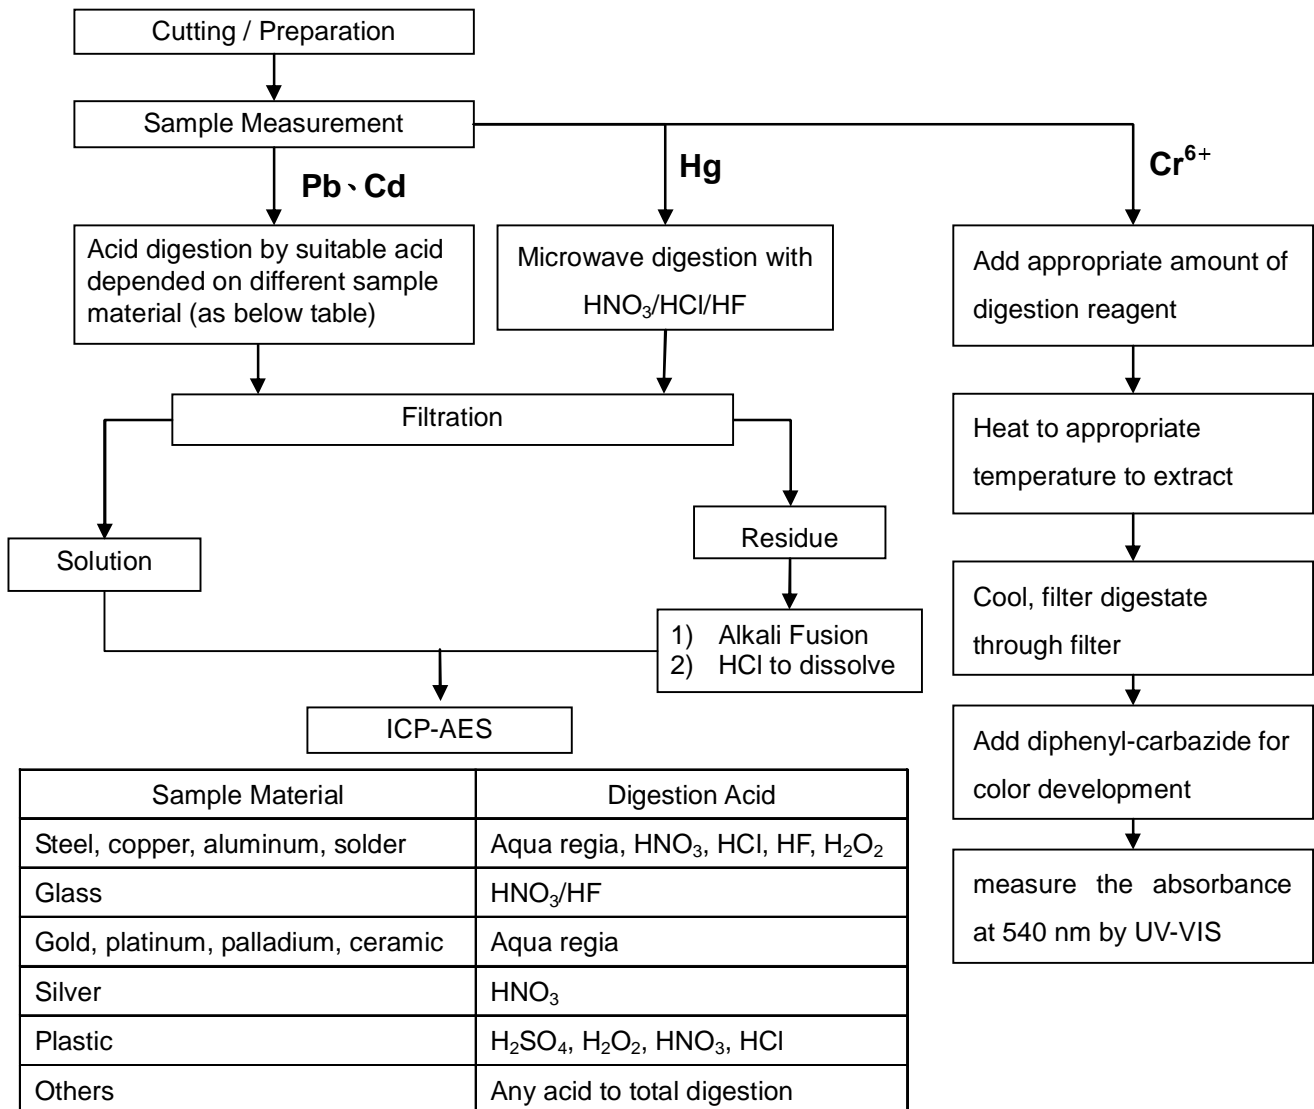 Cutting / Preparation
Sample Measurement
Pb、Cd
Hg
Cr⁶⁺
Acid digestion by suitable acid
depended on different sample
material (as below table)
Microwave digestion with
HNO₃/HCl/HF
Add appropriate amount of
digestion reagent
Filtration
Heat to appropriate
temperature to extract
Solution
Residue
Cool, filter digestate
through filter
1) Alkali Fusion
2) HCl to dissolve
ICP-AES
Add diphenyl-carbazide for
color development
measure the absorbance
at 540 nm by UV-VIS
Sample Material Digestion Acid
Steel, copper, aluminum, solder Aqua regia, HNO₃, HCl, HF, H₂O₂
Glass HNO₃/HF
Gold, platinum, palladium, ceramic Aqua regia
Silver HNO₃
Plastic H₂SO₄, H₂O₂, HNO₃, HCl
Others Any acid to total digestion